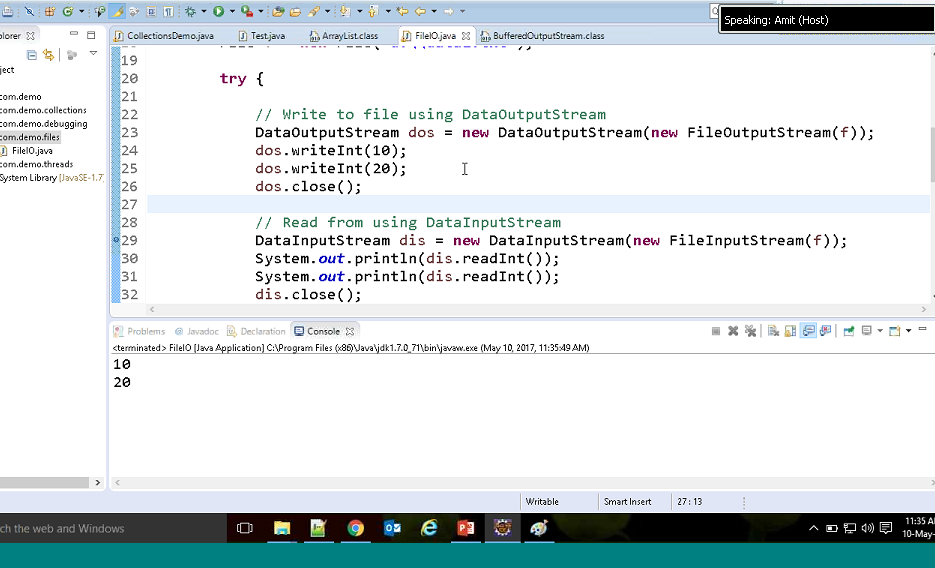 Speaking: Amit (Host)
plorer
CollectionsDemo.java
Test.java
ArrayList.class
FileIO.java
BufferedOutputStream.class
ject
com.demo
com.demo.collections
com.demo.debugging
com.demo.files
FileIO.java
com.demo.threads
System Library [JavaSE-1.7]
19
20 try {
21
22 // Write to file using DataOutputStream
23 DataOutputStream dos = new DataOutputStream(new FileOutputStream(f));
24 dos.writeInt(10);
25 dos.writeInt(20);
26 dos.close();
27
28 // Read from using DataInputStream
29 DataInputStream dis = new DataInputStream(new FileInputStream(f));
30 System.out.println(dis.readInt());
31 System.out.println(dis.readInt());
32 dis.close();
Problems @ Javadoc Declaration Console
<terminated> FileIO [Java Application] C:\Program Files (x86)\Java\jdk1.7.0_71\bin\javaw.exe (May 10, 2017, 11:35:49 AM)
10
20
Writable Smart Insert 27 : 13
ch the web and Windows
11:35 A
10-May-